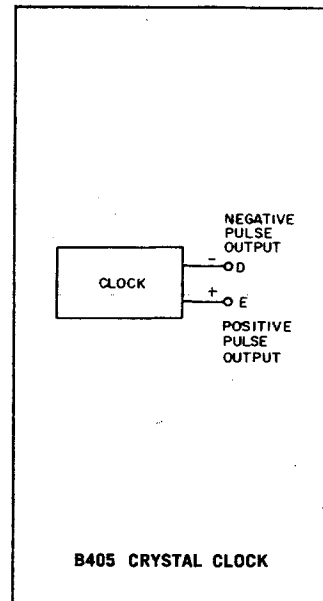 NEGATIVE
PULSE
OUTPUT
- D
CLOCK
+ E
POSITIVE
PULSE
OUTPUT
B405 CRYSTAL CLOCK